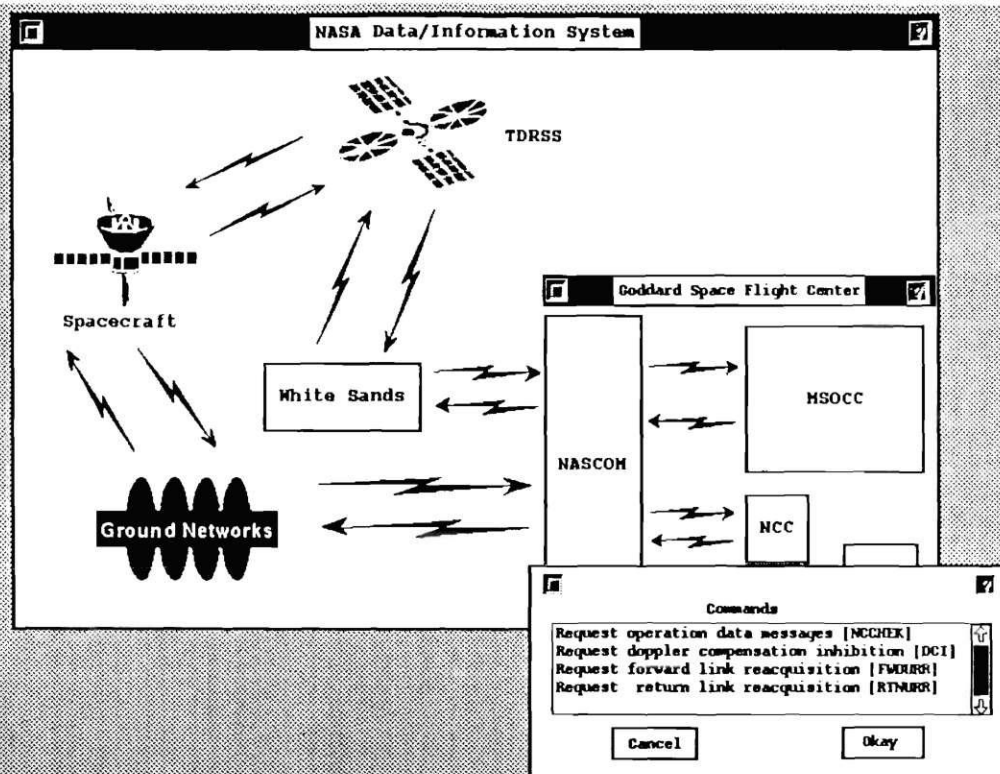 NASA Data/Information System
TDRSS
Spacecraft
White Sands
Ground Networks
Goddard Space Flight Center
NASCOM
MSOCC
NCC
Commands
Request operation data messages [NCCHEK]
Request doppler compensation inhibition [DCI]
Request forward link reacquisition [FWDURR]
Request return link reacquisition [RTNURR]
Cancel
Okay